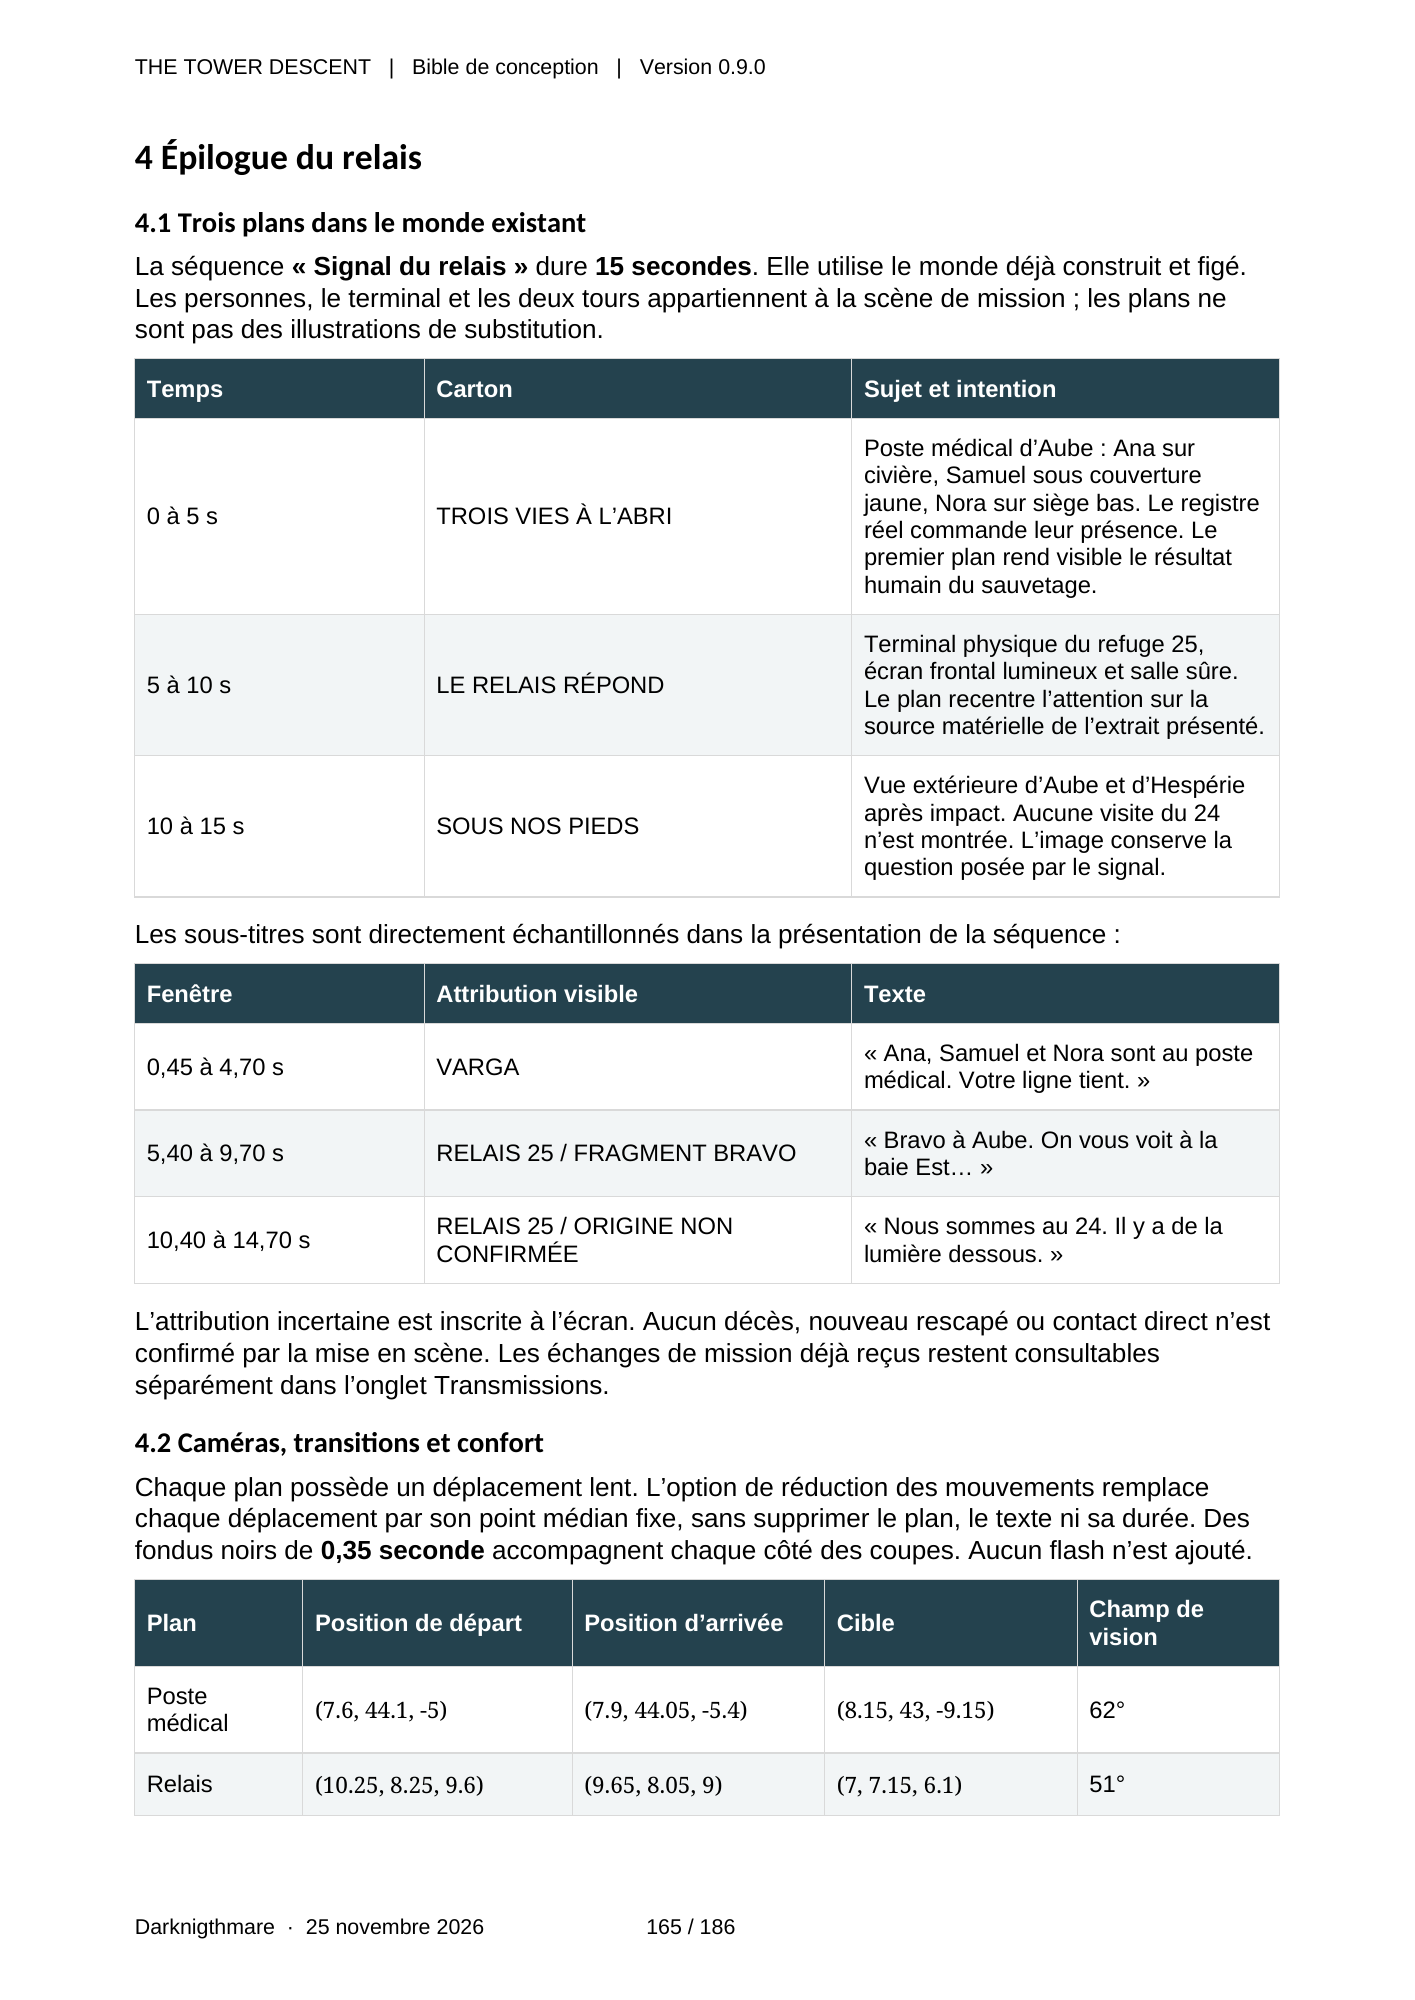 THE TOWER DESCENT | Bible de conception | Version 0.9.0
4 Épilogue du relais
4.1 Trois plans dans le monde existant
La séquence « Signal du relais » dure 15 secondes. Elle utilise le monde déjà construit et figé.
Les personnes, le terminal et les deux tours appartiennent à la scène de mission ; les plans ne
sont pas des illustrations de substitution.
Temps
Carton
Sujet et intention
0 à 5 s
TROIS VIES À L’ABRI
Poste médical d’Aube : Ana sur
civière, Samuel sous couverture
jaune, Nora sur siège bas. Le registre
réel commande leur présence. Le
premier plan rend visible le résultat
humain du sauvetage.
5 à 10 s
LE RELAIS RÉPOND
Terminal physique du refuge 25,
écran frontal lumineux et salle sûre.
Le plan recentre l’attention sur la
source matérielle de l’extrait présenté.
10 à 15 s
SOUS NOS PIEDS
Vue extérieure d’Aube et d’Hespérie
après impact. Aucune visite du 24
n’est montrée. L’image conserve la
question posée par le signal.
Les sous-titres sont directement échantillonnés dans la présentation de la séquence :
Fenêtre
Attribution visible
Texte
0,45 à 4,70 s
VARGA
« Ana, Samuel et Nora sont au poste
médical. Votre ligne tient. »
5,40 à 9,70 s
RELAIS 25 / FRAGMENT BRAVO
« Bravo à Aube. On vous voit à la
baie Est… »
10,40 à 14,70 s
RELAIS 25 / ORIGINE NON
CONFIRMÉE
« Nous sommes au 24. Il y a de la
lumière dessous. »
L’attribution incertaine est inscrite à l’écran. Aucun décès, nouveau rescapé ou contact direct n’est
confirmé par la mise en scène. Les échanges de mission déjà reçus restent consultables
séparément dans l’onglet Transmissions.
4.2 Caméras, transitions et confort
Chaque plan possède un déplacement lent. L’option de réduction des mouvements remplace
chaque déplacement par son point médian fixe, sans supprimer le plan, le texte ni sa durée. Des
fondus noirs de 0,35 seconde accompagnent chaque côté des coupes. Aucun flash n’est ajouté.
Plan
Position de départ
Position d’arrivée
Cible
Champ de
vision
Poste
médical
(7.6, 44.1, -5)
(7.9, 44.05, -5.4)
(8.15, 43, -9.15)
62°
Relais
(10.25, 8.25, 9.6)
(9.65, 8.05, 9)
(7, 7.15, 6.1)
51°
Darknigthmare · 25 novembre 2026
165 / 186